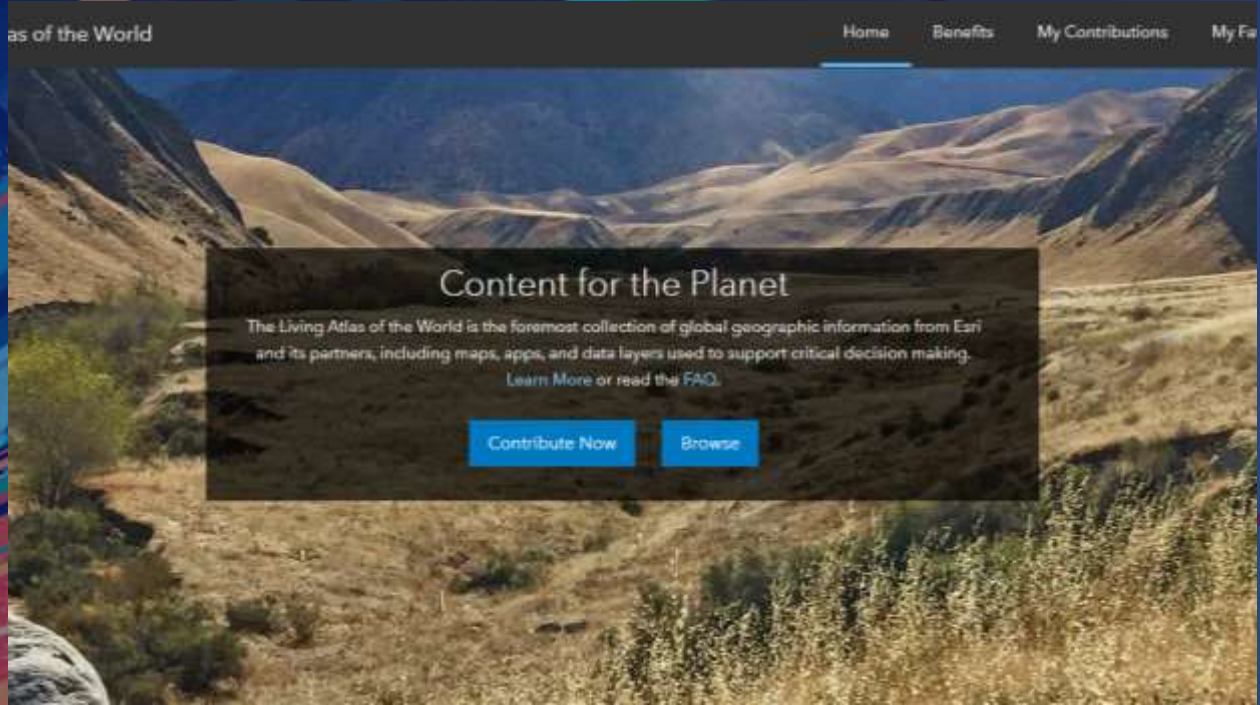 as of the World
Home Benefits My Contributions My Fa
Content for the Planet
The Living Atlas of the World is the foremost collection of global geographic information from Esri
and its partners, including maps, apps, and data layers used to support critical decision making.
Learn More or read the FAQ.
Contribute Now Browse